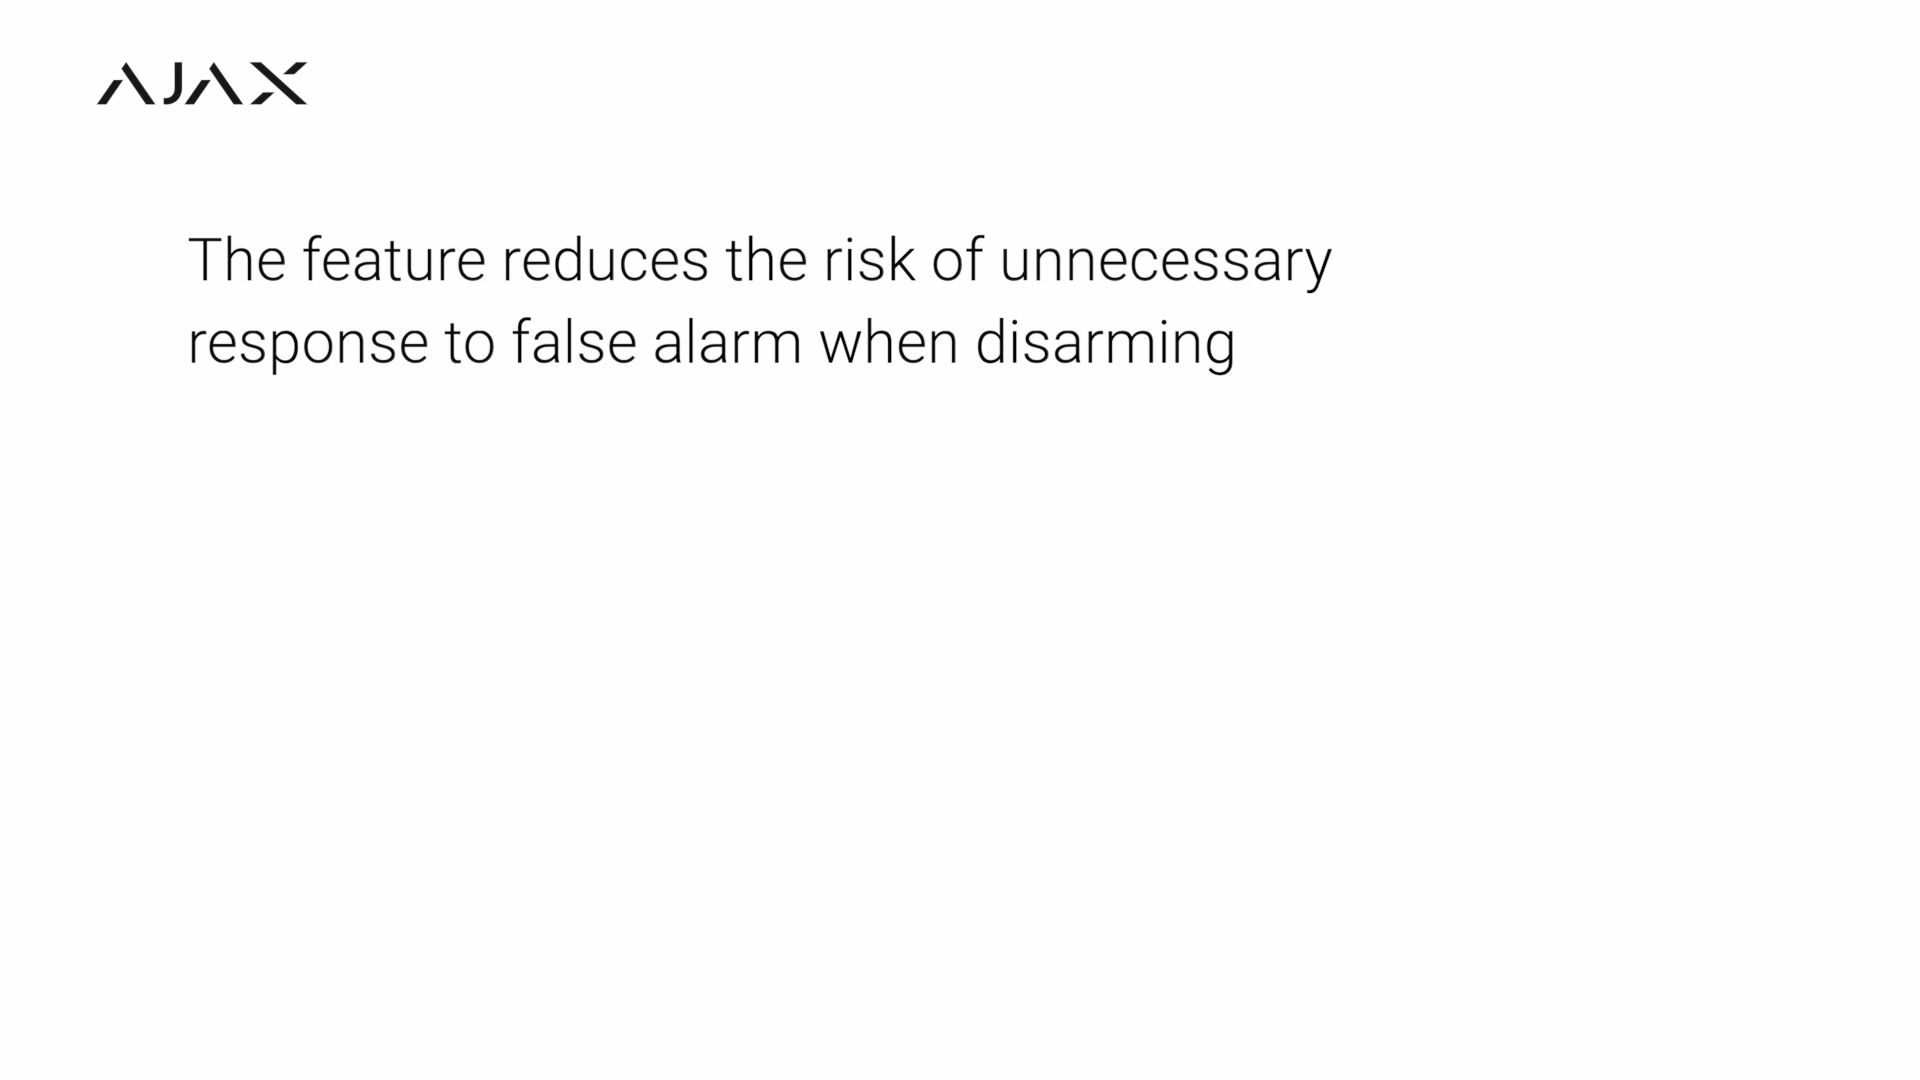 AJAX
The feature reduces the risk of unnecessary
response to false alarm when disarming